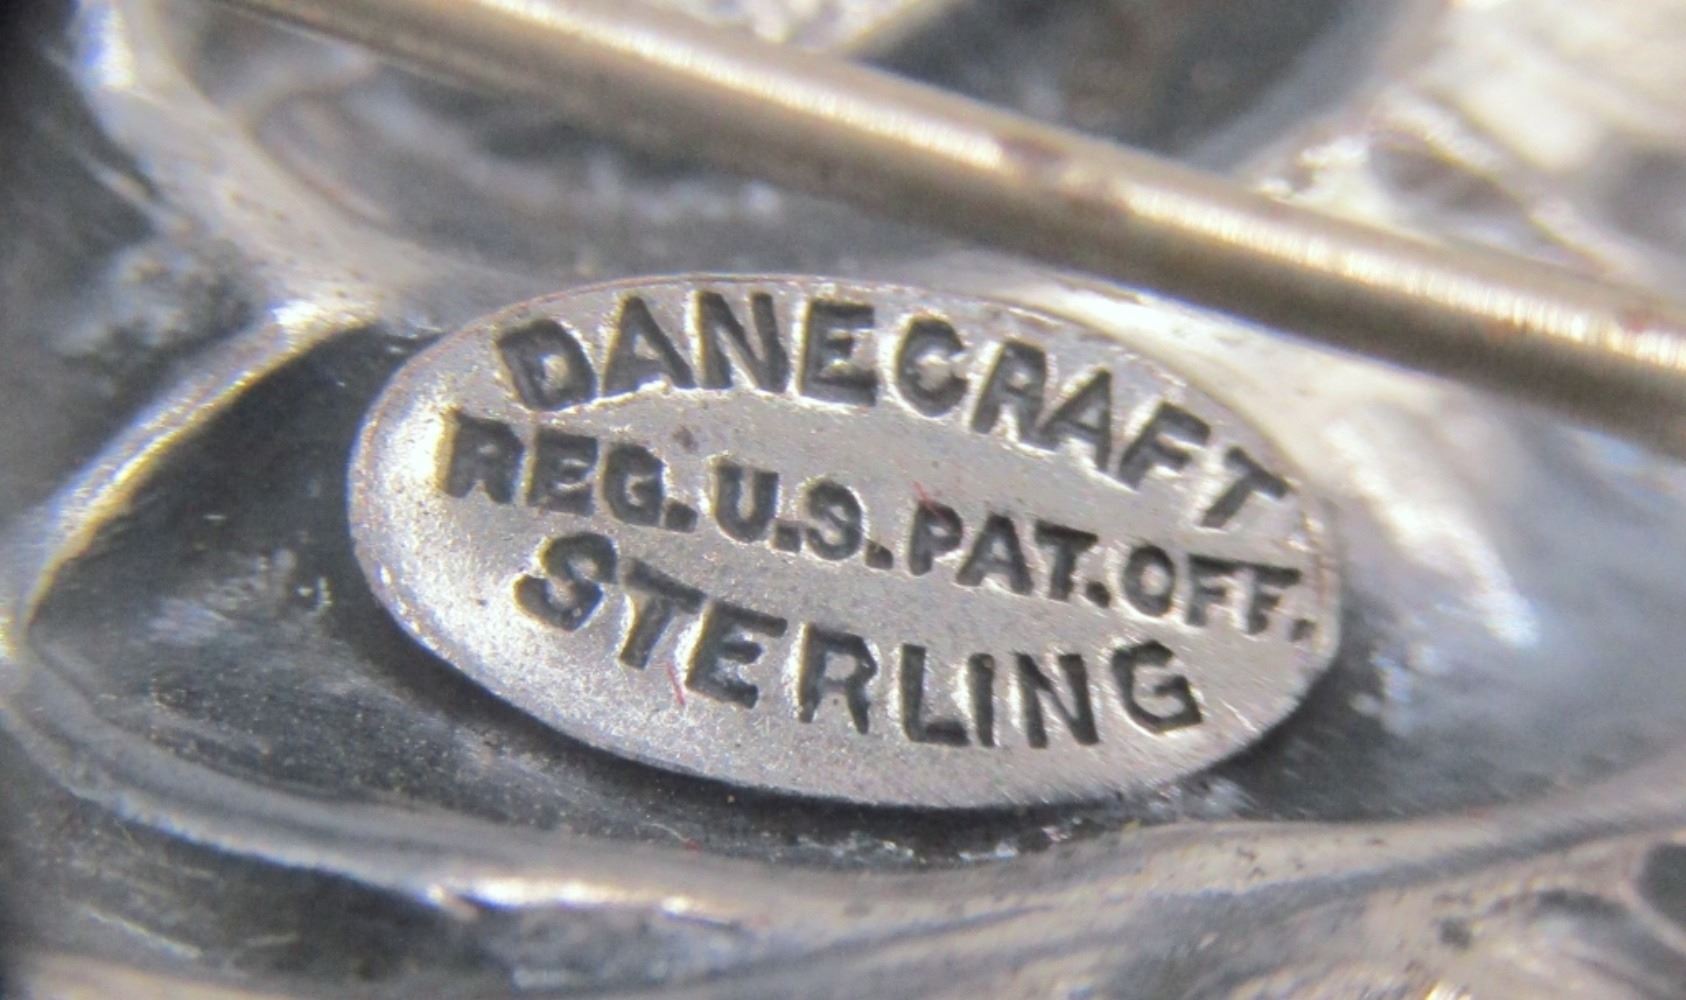 DANECRAFT
REG. U.S. PAT. OFF.
STERLING